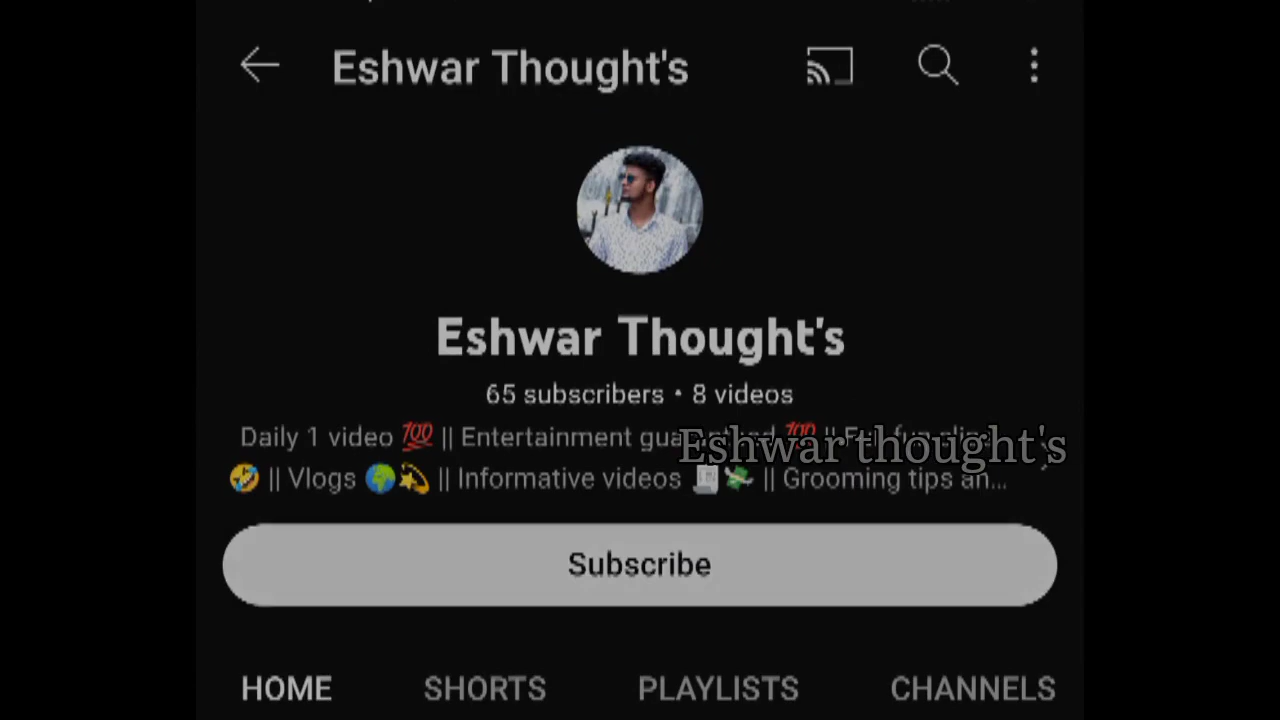 Eshwar Thought's
Eshwar Thought's
65 subscribers • 8 videos
Daily 1 video 💯 || Entertainment 💯 ||
Eshwar thought's
🤣 || Vlogs 🌍💫 || Informative videos 🧾💸 || Grooming tips an...
Subscribe
HOME SHORTS PLAYLISTS CHANNELS